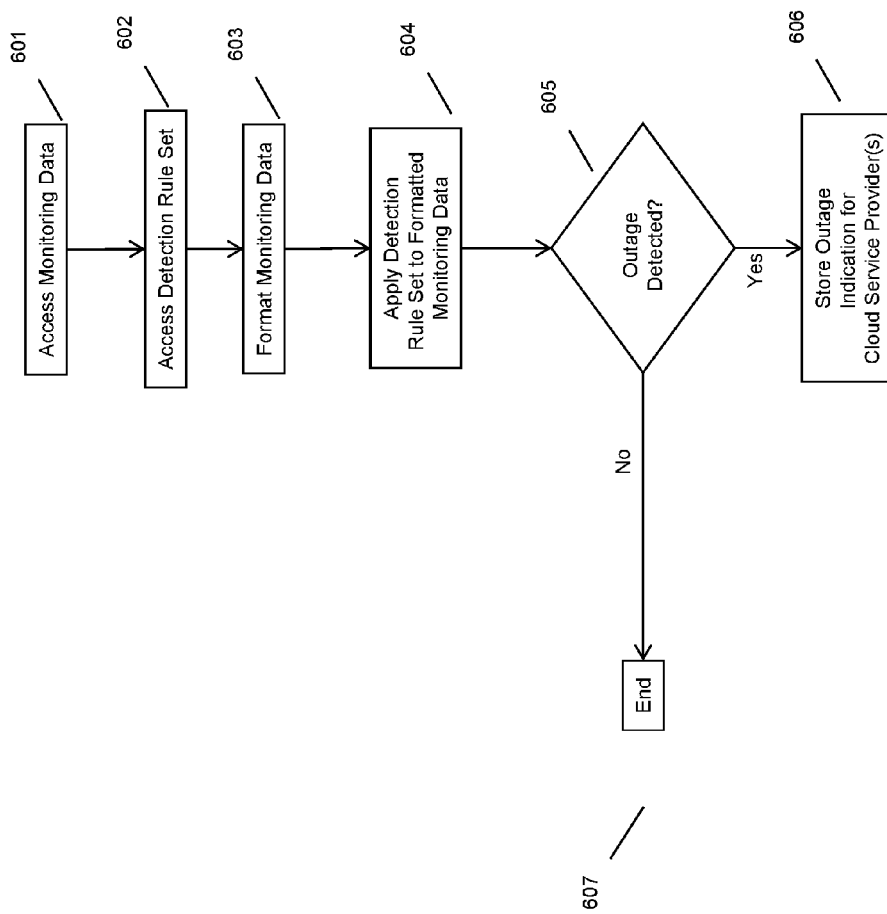 601
Access Monitoring Data
602
Access Detection Rule Set
603
Format Monitoring Data
604
Apply Detection
Rule Set to Formatted
Monitoring Data
605
Outage
Detected?
No
Yes
End
607
606
Store Outage
Indication for
Cloud Service Provider(s)